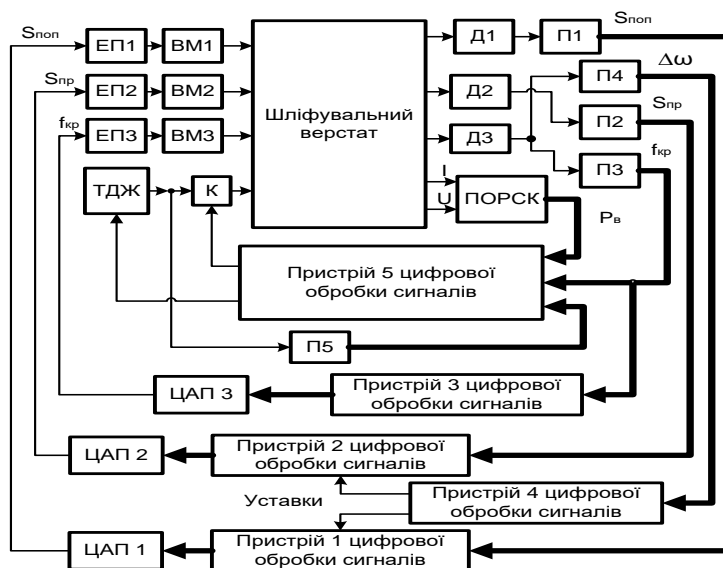 Sпоп
Sпоп
ЕП1
ВМ1
Д1
П1
Δω
Sпр
ЕП2
ВМ2
Д2
П4
Sпр
fкр
ЕП3
ВМ3
Шліфувальний
верстат
Д3
П2
fкр
П3
ТДЖ
К
I
U
ПОРСК
Pв
Пристрій 5 цифрової
обробки сигналів
П5
ЦАП 3
Пристрій 3 цифрової
обробки сигналів
ЦАП 2
Пристрій 2 цифрової
обробки сигналів
Уставки
Пристрій 4 цифрової
обробки сигналів
ЦАП 1
Пристрій 1 цифрової
обробки сигналів